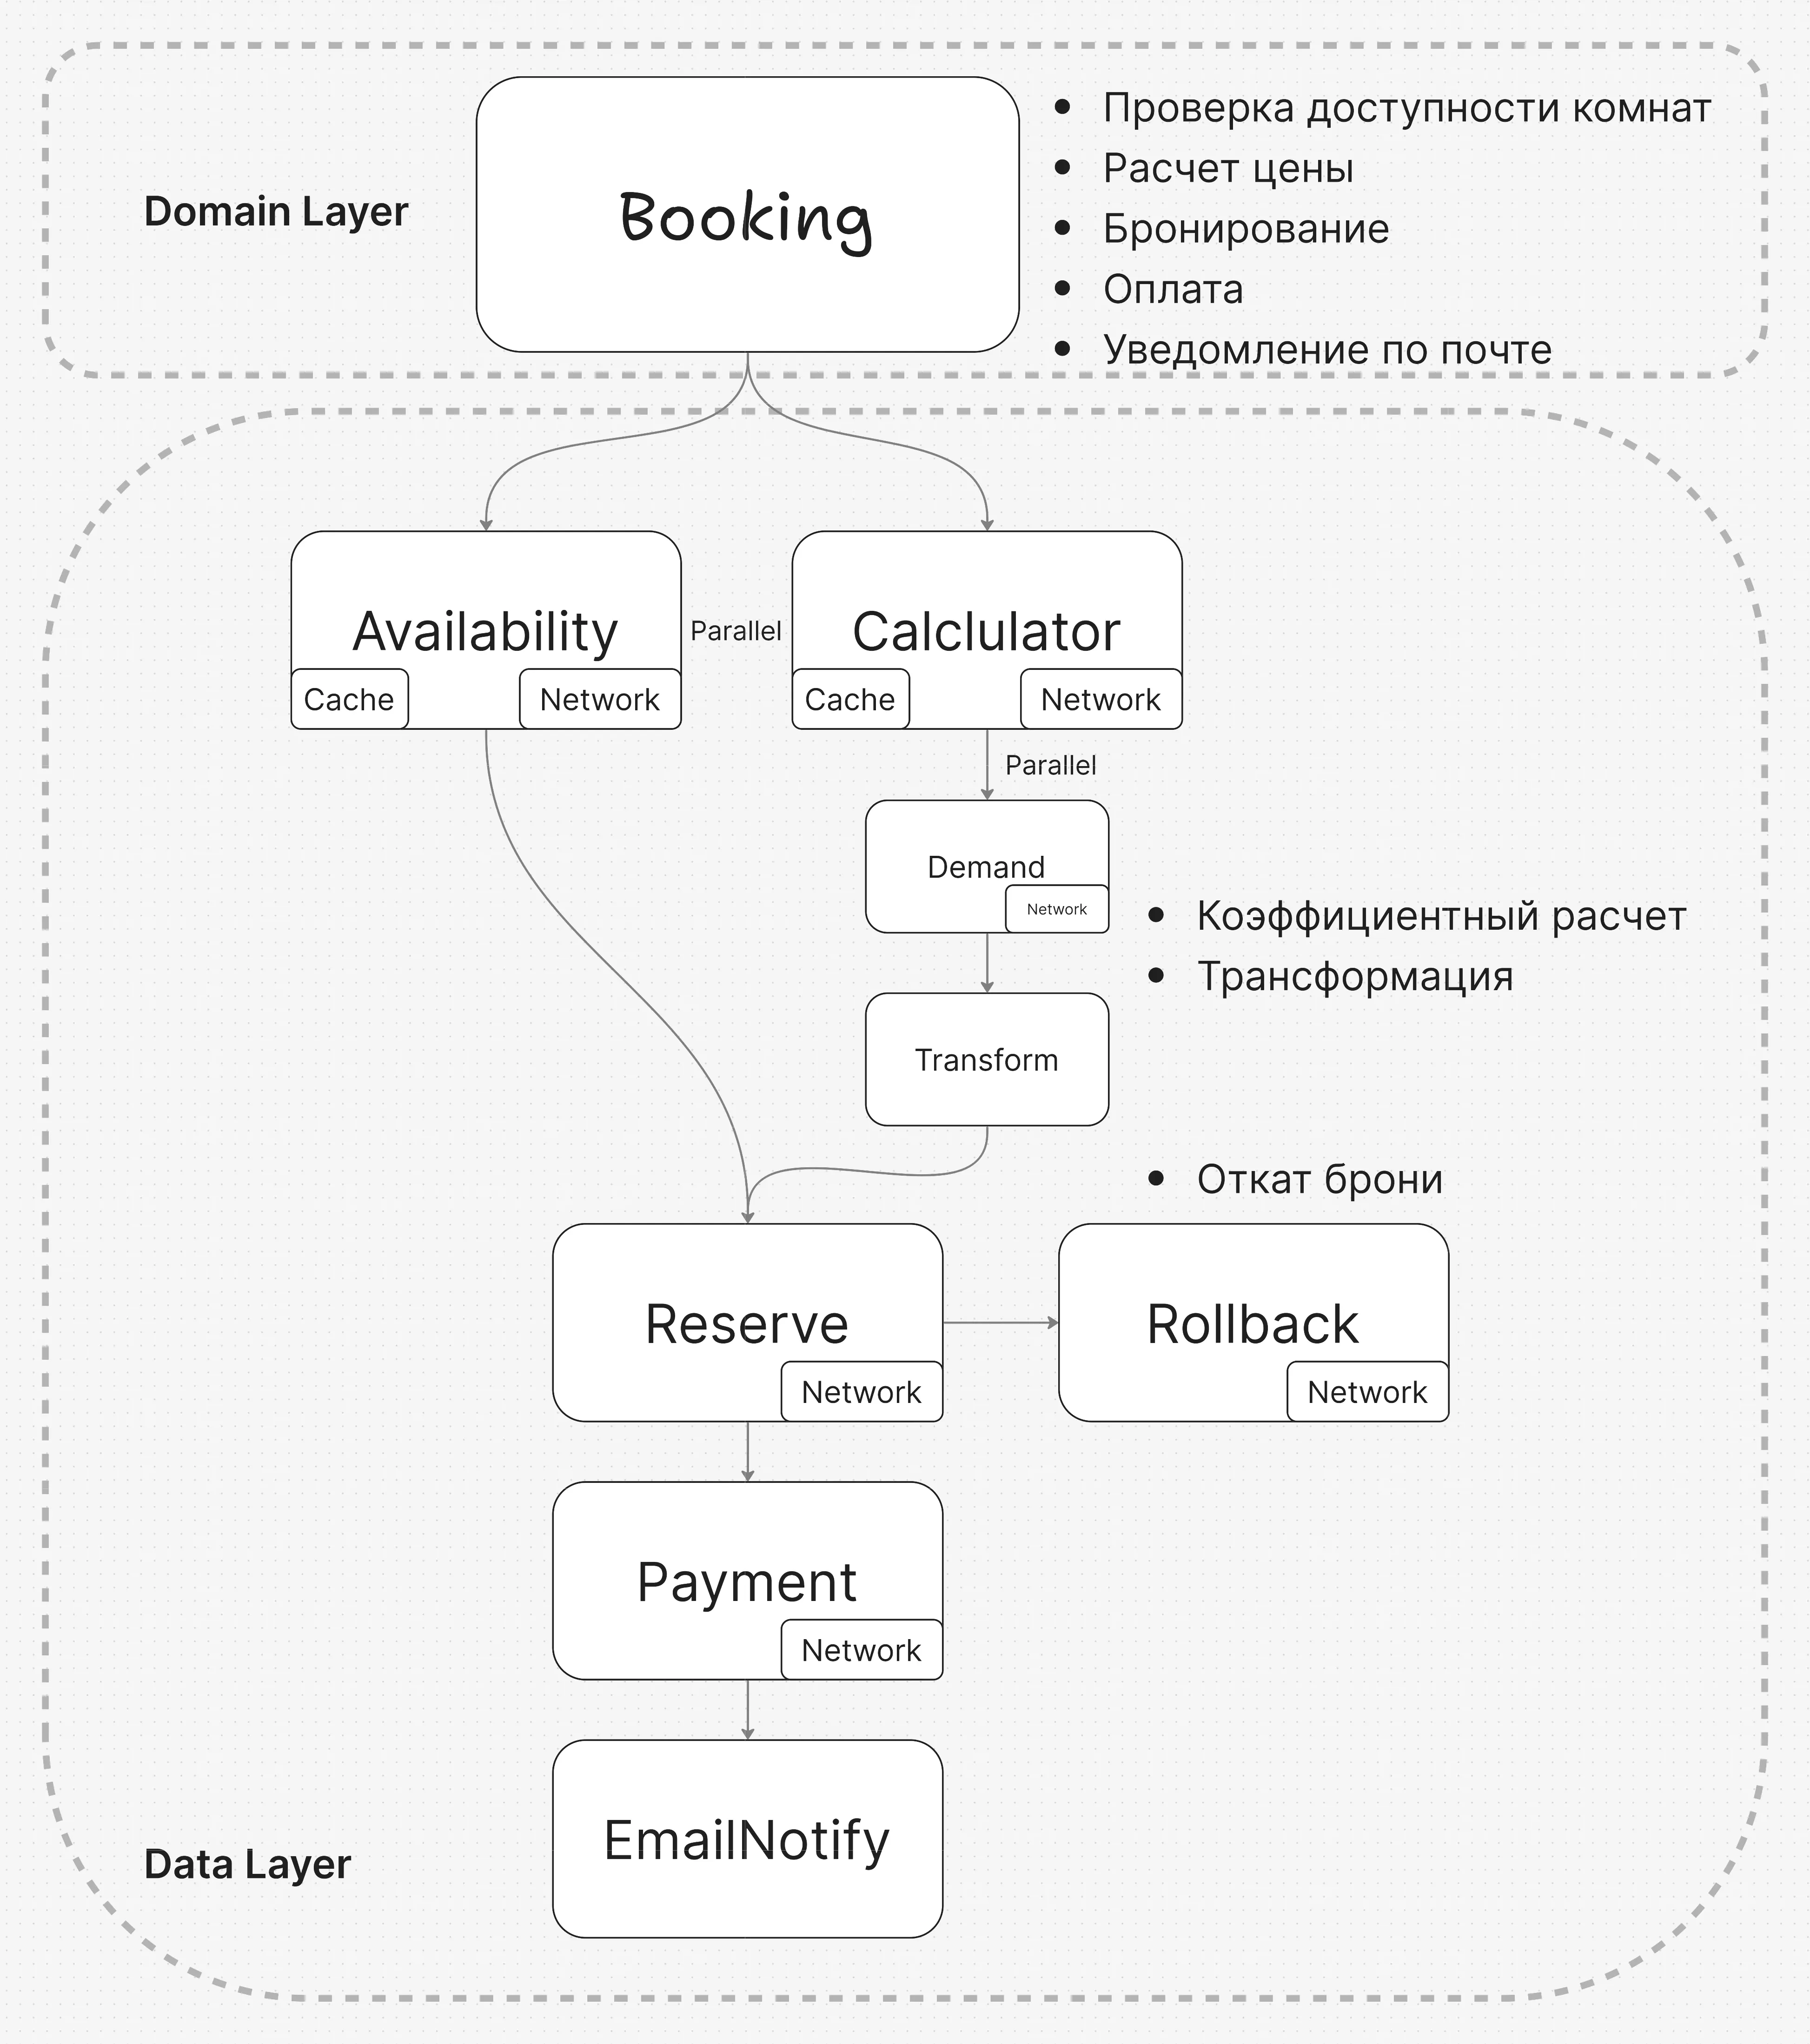 Domain Layer
Booking
• Проверка доступности комнат
• Расчет цены
• Бронирование
• Оплата
• Уведомление по почте
Availability
Cache
Network
Parallel
Calclulator
Cache
Network
Parallel
Demand
Network
• Коэффициентный расчет
• Трансформация
Transform
• Откат брони
Reserve
Network
Rollback
Network
Payment
Network
EmailNotify
Data Layer